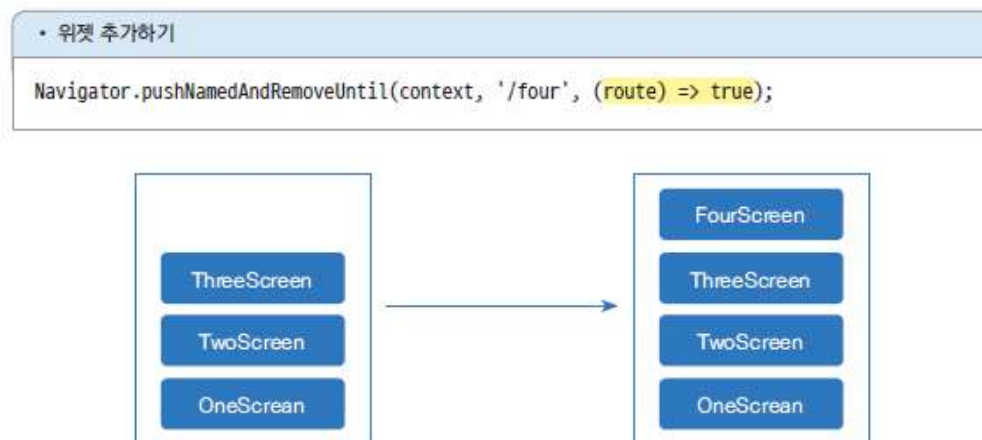 • 위젯 추가하기
Navigator.pushNamedAndRemoveUntil(context, '/four', (route) => true);
ThreeScreen
TwoScreen
OneScrean
FourScreen
ThreeScreen
TwoScreen
OneScrean